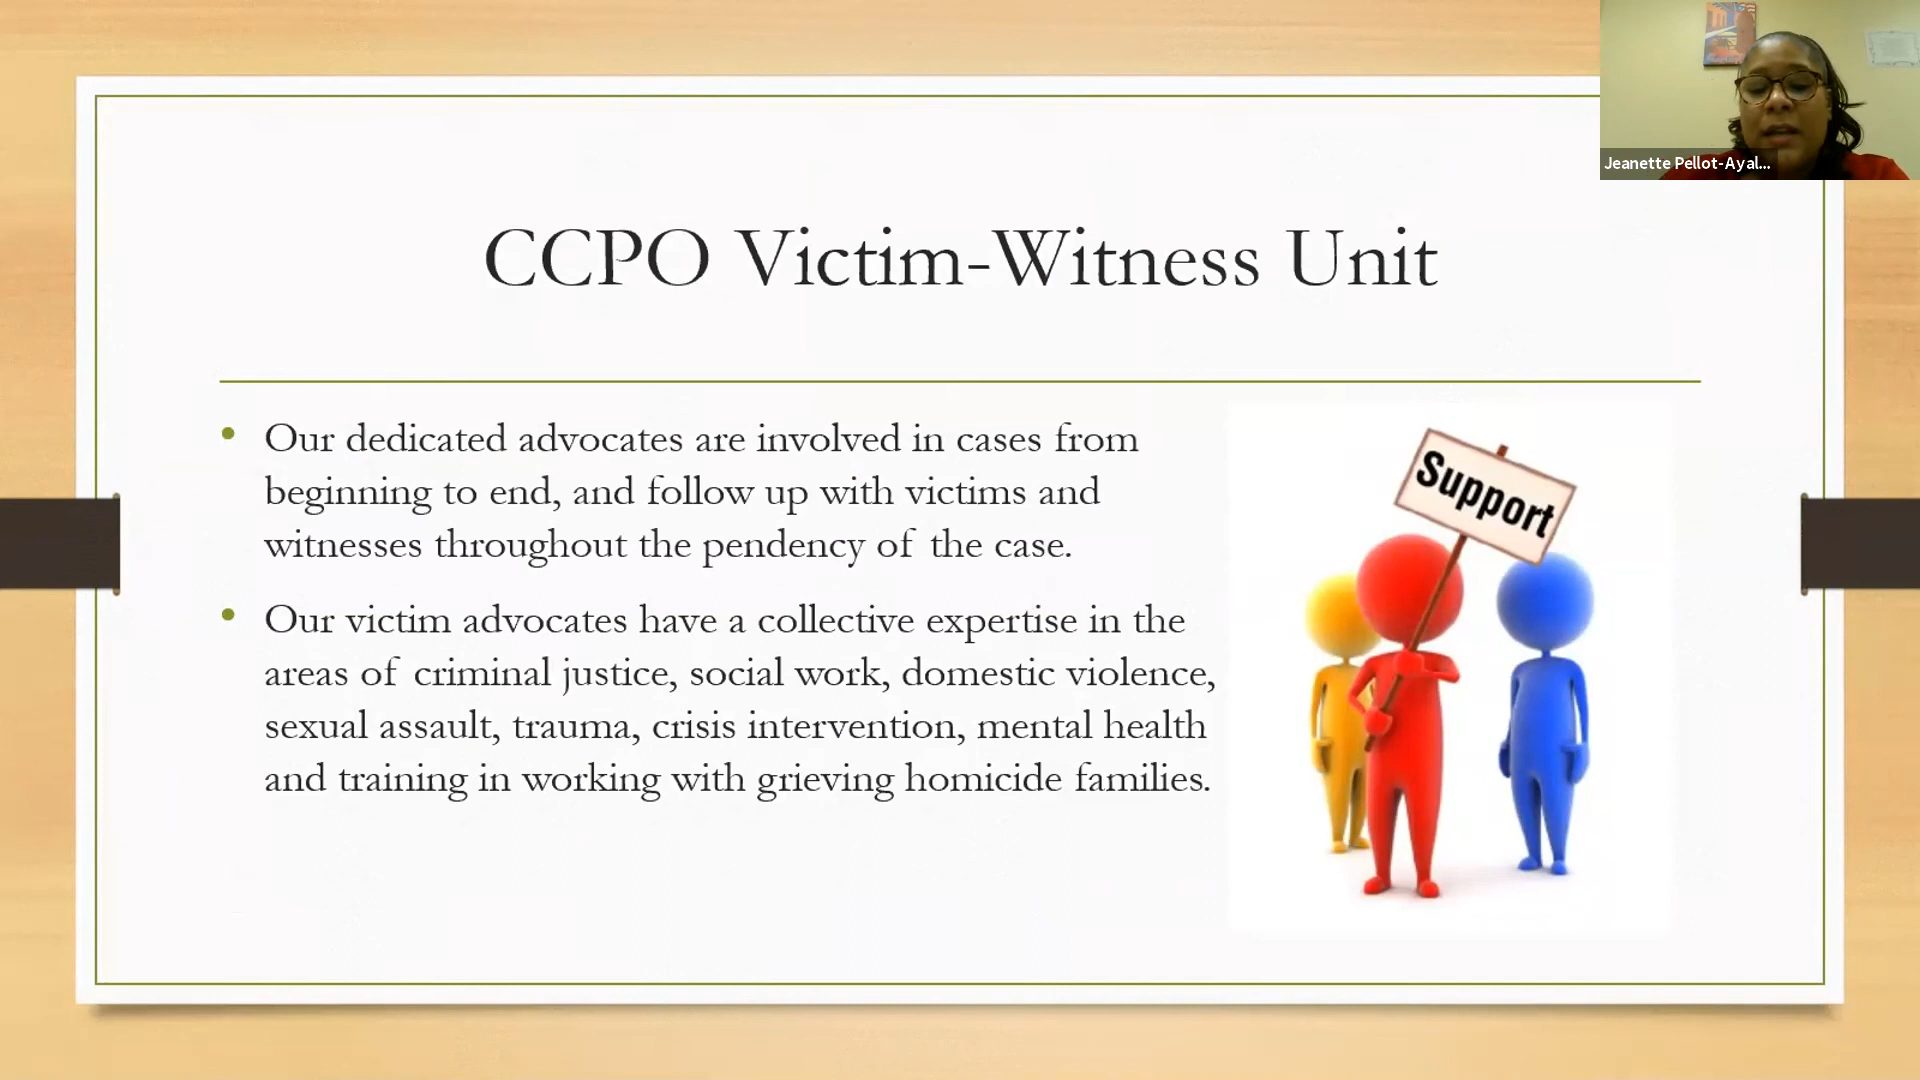 Jeanette Pellot-Ayal...
CCPO Victim-Witness Unit
• Our dedicated advocates are involved in cases from
beginning to end, and follow up with victims and
witnesses throughout the pendency of the case.
• Our victim advocates have a collective expertise in the
areas of criminal justice, social work, domestic violence,
sexual assault, trauma, crisis intervention, mental health
and training in working with grieving homicide families.
Support